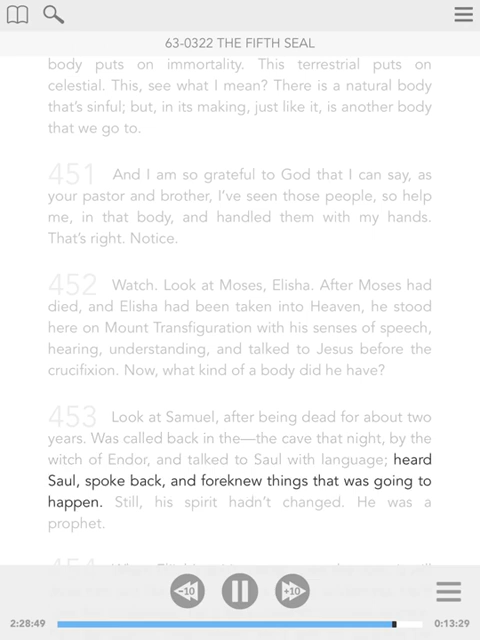 63-0322 THE FIFTH SEAL
body puts on immortality. This terrestrial puts on
celestial. This, see what I mean? There is a natural body
that's sinful; but, in its making, just like it, is another body
that we go to.
451 And I am so grateful to God that I can say, as
your pastor and brother, I've seen those people, so help
me, in that body, and handled them with my hands.
That's right. Notice.
452 Watch. Look at Moses, Elisha. After Moses had
died, and Elisha had been taken into Heaven, he stood
here on Mount Transfiguration with his senses of speech,
hearing, understanding, and talked to Jesus before the
crucifixion. Now, what kind of a body did he have?
453 Look at Samuel, after being dead for about two
years. Was called back in the—the cave that night, by the
witch of Endor, and talked to Saul with language; heard
Saul, spoke back, and foreknew things that was going to
happen. Still, his spirit hadn't changed. He was a
prophet.
-10
+10
2:28:49
0:13:29